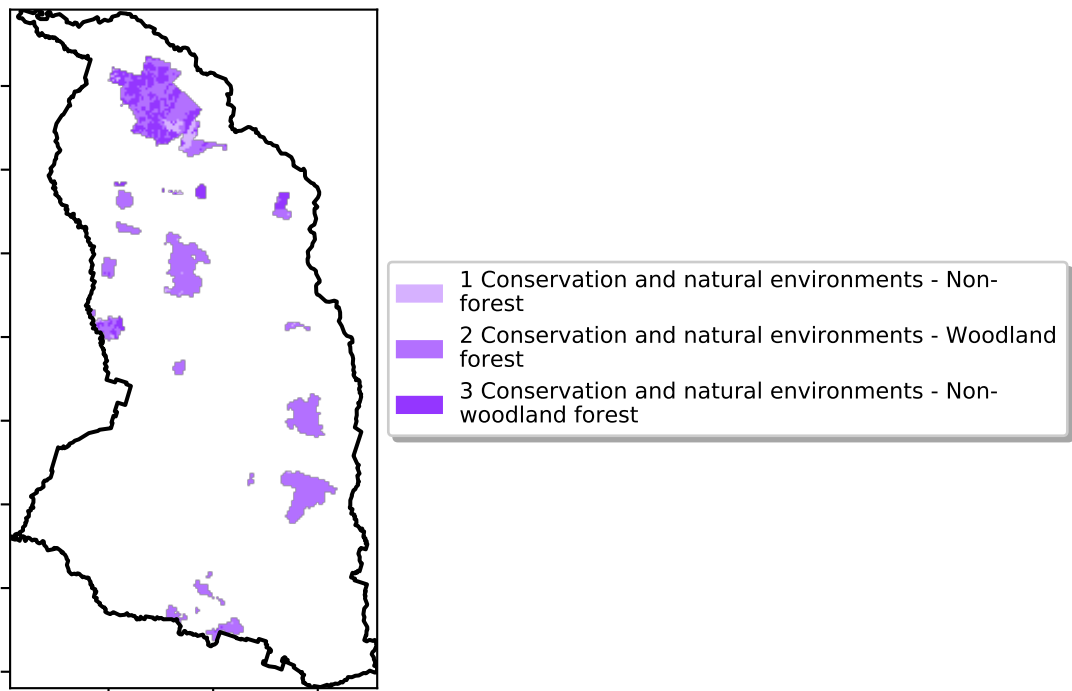 1 Conservation and natural environments - Non-
forest
2 Conservation and natural environments - Woodland
forest
3 Conservation and natural environments - Non-
woodland forest